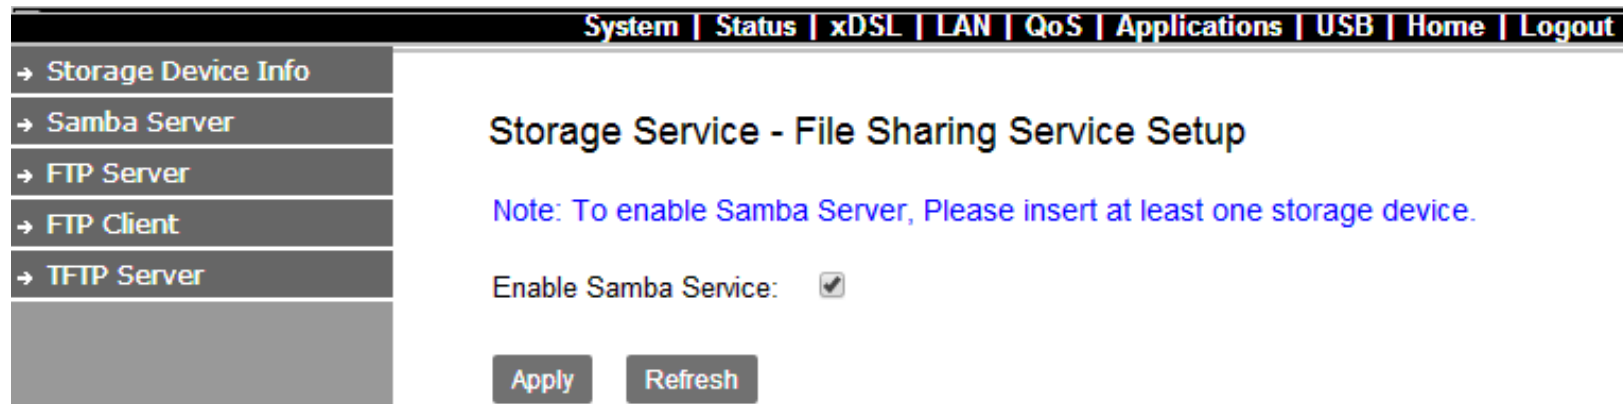 System | Status | xDSL | LAN | QoS | Applications | USB | Home | Logout
→ Storage Device Info
→ Samba Server
→ FTP Server
→ FTP Client
→ TFTP Server
Storage Service - File Sharing Service Setup
Note: To enable Samba Server, Please insert at least one storage device.
Enable Samba Service:
Apply Refresh